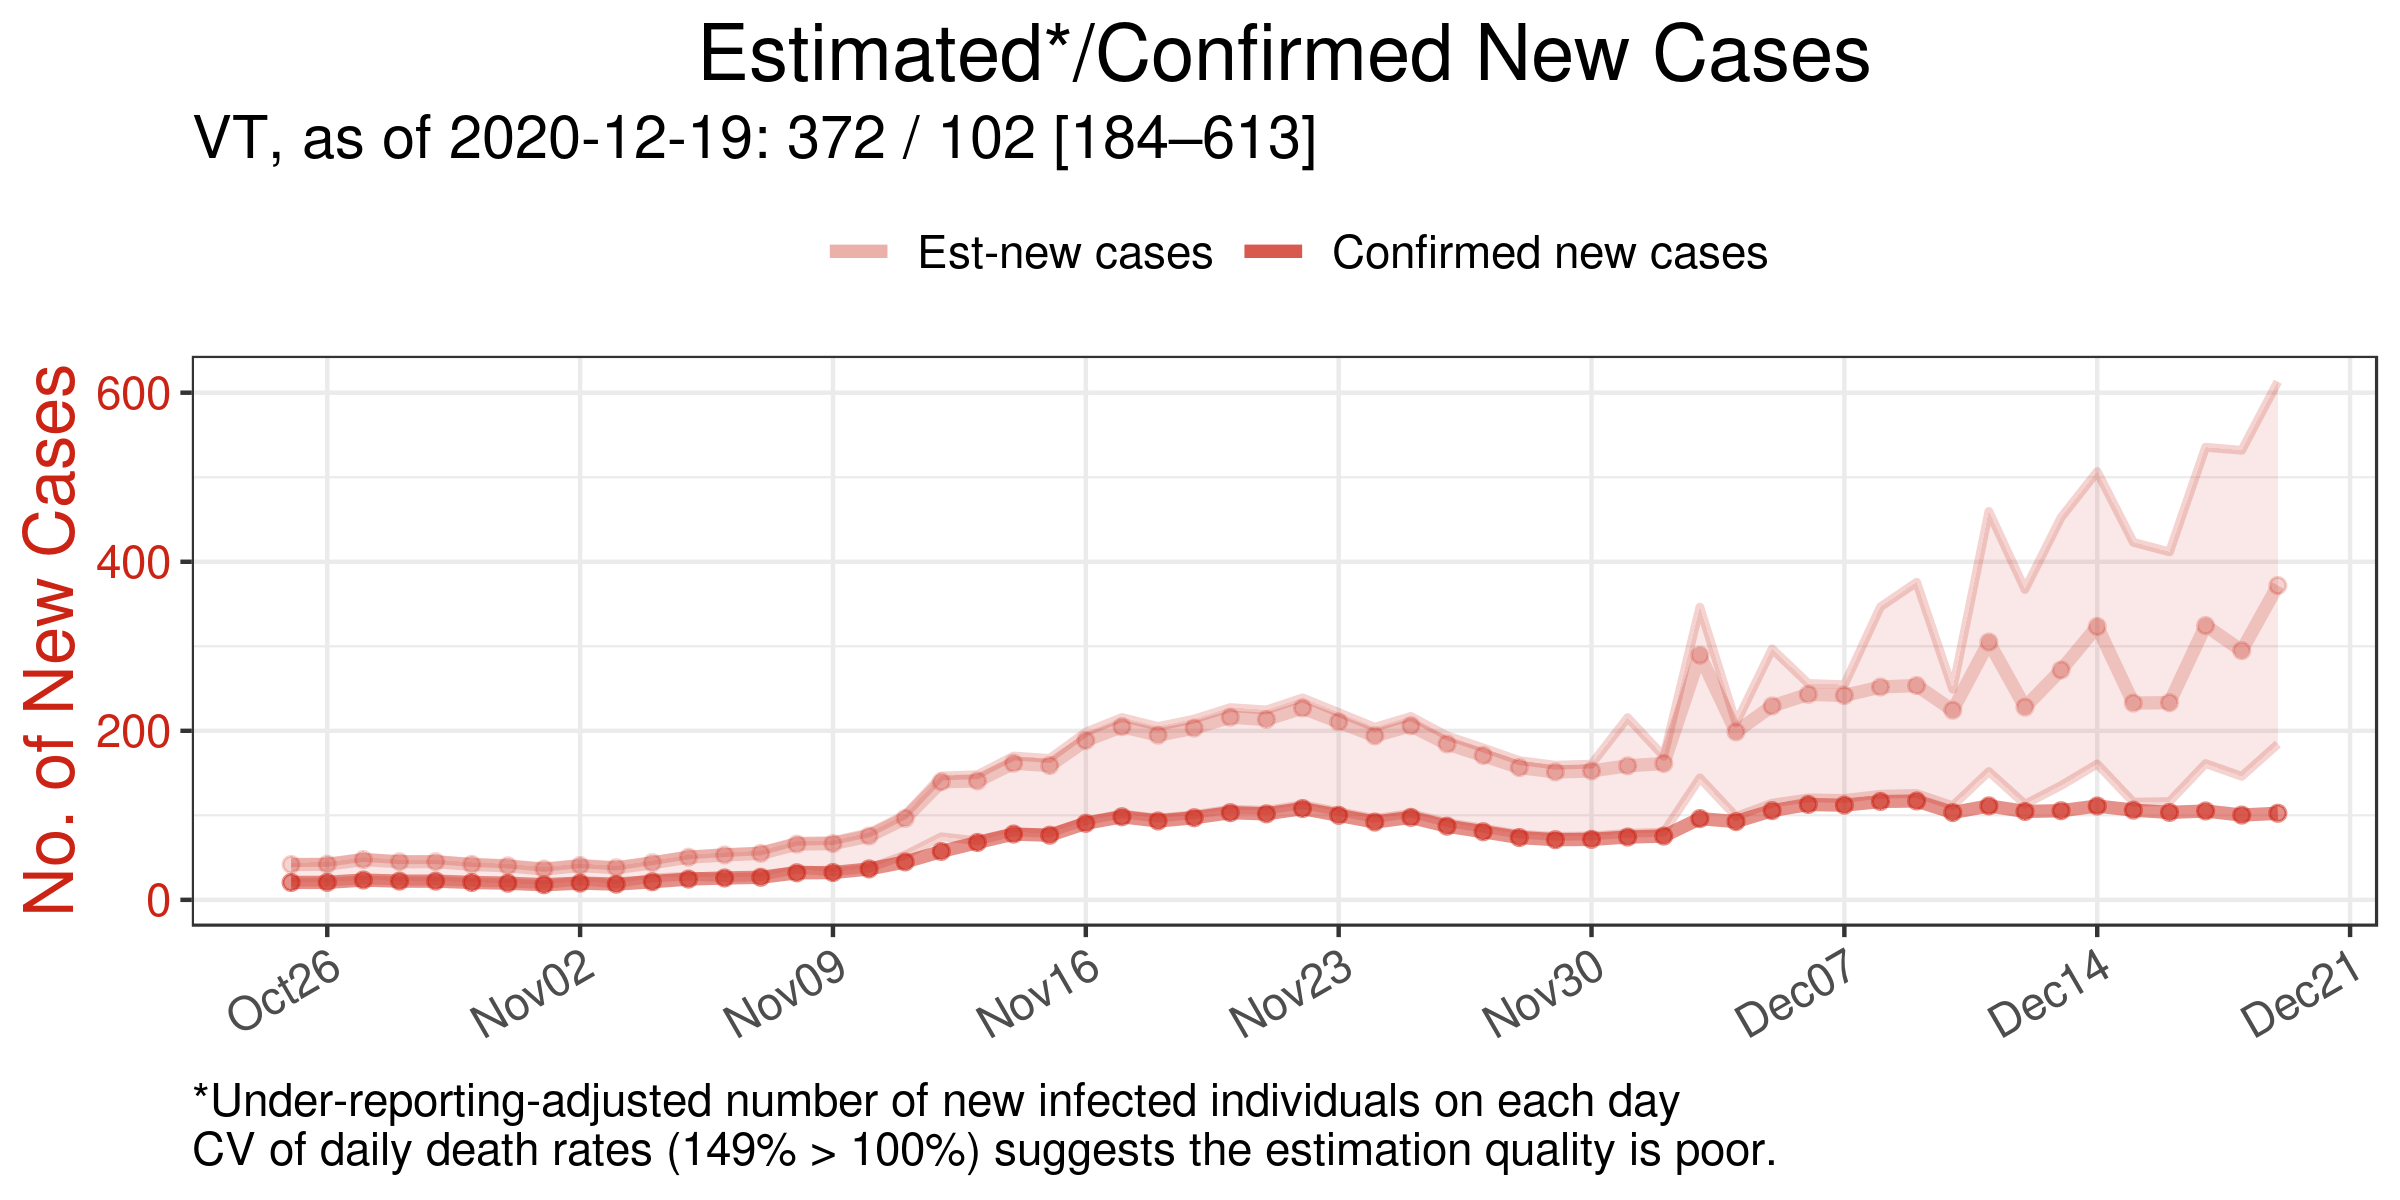 Estimated*/Confirmed New Cases
VT, as of 2020-12-19: 372 / 102 [184–613]
Est-new cases
Confirmed new cases
No. of New Cases
600
400
200
0
Oct26
Nov02
Nov09
Nov16
Nov23
Nov30
Dec07
Dec14
Dec21
*Under-reporting-adjusted number of new infected individuals on each day
CV of daily death rates (149% > 100%) suggests the estimation quality is poor.